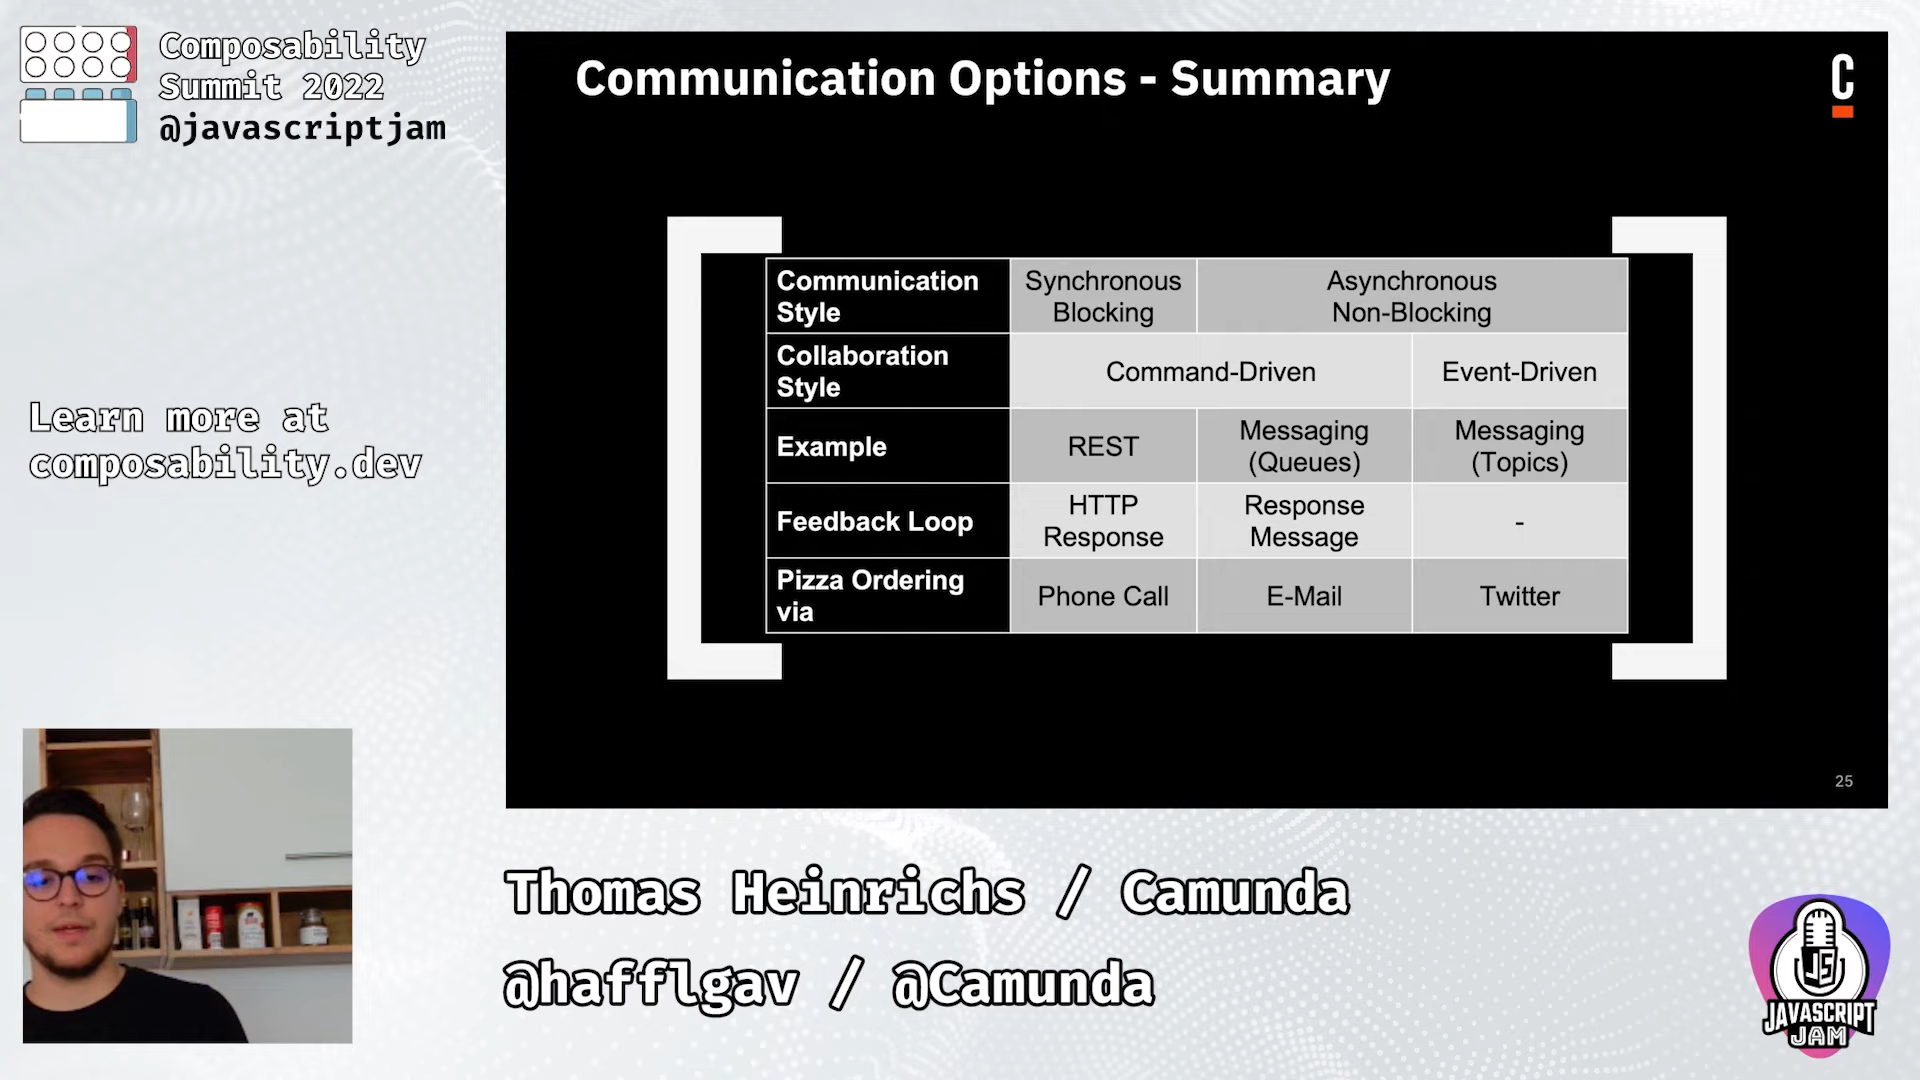 Composability
Summit 2022
@javascriptjam
Learn more at
composability.dev
Communication Options - Summary
C
Communication
Style
Synchronous
Blocking
Asynchronous
Non-Blocking
Collaboration
Style
Command-Driven
Event-Driven
Example
REST
Messaging
(Queues)
Messaging
(Topics)
Feedback Loop
HTTP
Response
Response
Message
-
Pizza Ordering
via
Phone Call
E-Mail
Twitter
25
Thomas Heinrichs / Camunda
@hafflgav / @Camunda
JS
JAVASCRIPT
JAM